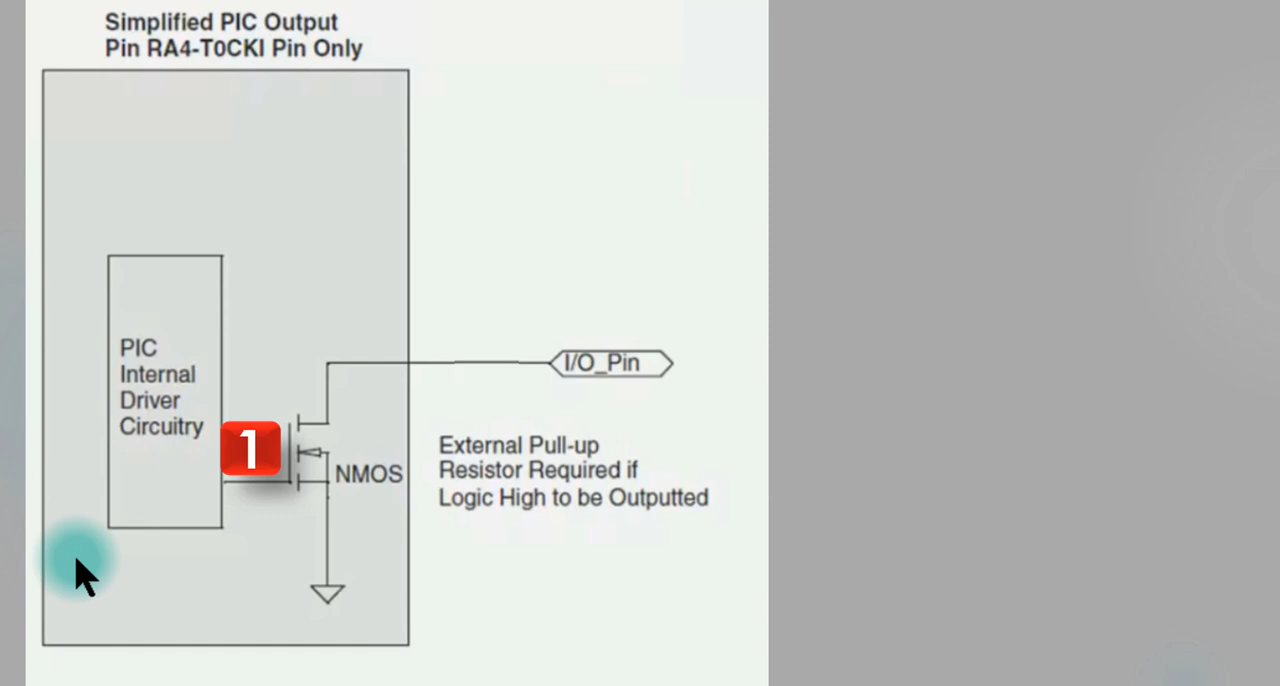 Simplified PIC Output
Pin RA4-T0CKI Pin Only
PIC
Internal
Driver
Circuitry
1
NMOS
I/O_Pin
External Pull-up
Resistor Required if
Logic High to be Outputted